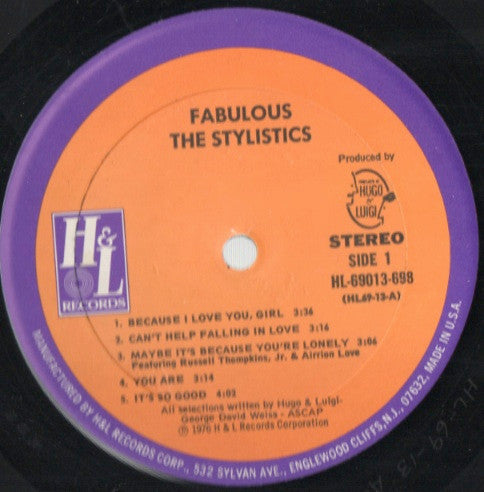 FABULOUS
THE STYLISTICS
Produced by
HUGO
&
LUIGI
H&L
RECORDS
STEREO
SIDE 1
HL-69013-698
(HL69-13-A)
1. BECAUSE I LOVE YOU, GIRL 3:36
2. CAN'T HELP FALLING IN LOVE 3:16
3. MAYBE IT'S BECAUSE YOU'RE LONELY 3:06
Featuring Russell Thompkins, Jr. & Airrion Love
4. YOU ARE 3:14
5. IT'S SO GOOD 4:02
All selections written by Hugo & Luigi-
George David Weiss - ASCAP
℗ 1976 H & L Records Corporation
MANUFACTURED BY H&L RECORDS CORP., 532 SYLVAN AVE., ENGLEWOOD CLIFFS, N.J., 07632, MADE IN U.S.A.
HL 69-13 A